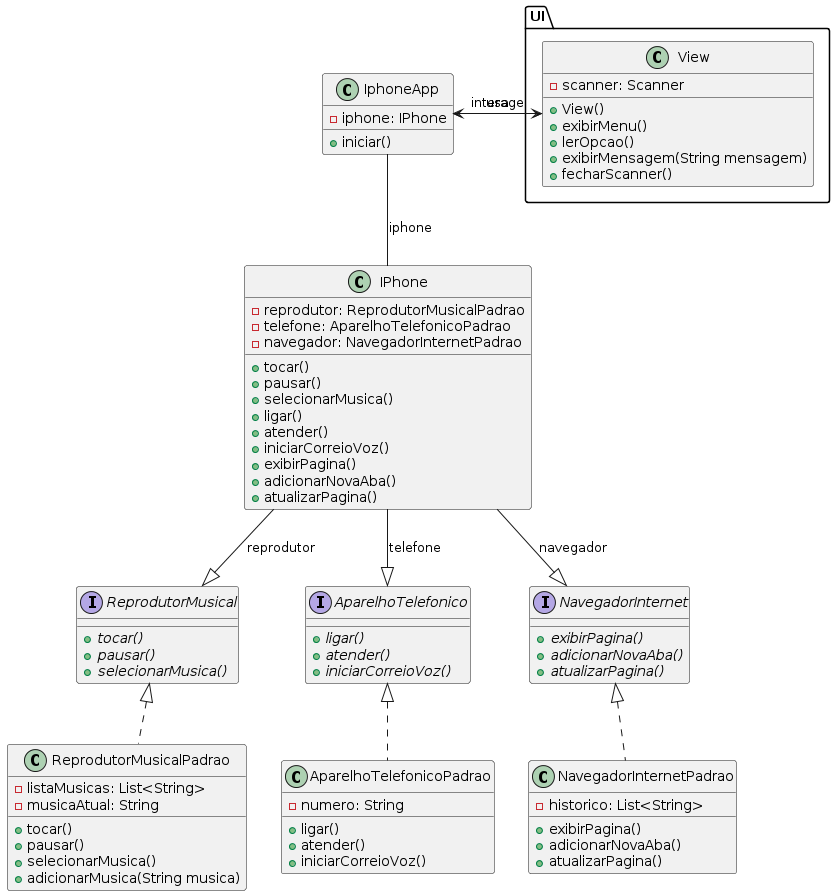 UI
C View
scanner: Scanner
View()
exibirMenu()
lerOpcao()
exibirMensagem(String mensagem)
fecharScanner()
C IphoneApp
iphone: IPhone
iniciar()
usa
iphone
C IPhone
reprodutor: ReprodutorMusicalPadrao
telefone: AparelhoTelefonicoPadrao
navegador: NavegadorInternetPadrao
tocar()
pausar()
selecionarMusica()
ligar()
atender()
iniciarCorreioVoz()
exibirPagina()
adicionarNovaAba()
atualizarPagina()
reprodutor
telefone
navegador
I ReprodutorMusical
tocar()
pausar()
selecionarMusica()
I AparelhoTelefonico
ligar()
atender()
iniciarCorreioVoz()
I NavegadorInternet
exibirPagina()
adicionarNovaAba()
atualizarPagina()
C ReprodutorMusicalPadrao
listaMusicas: List<String>
musicaAtual: String
tocar()
pausar()
selecionarMusica()
adicionarMusica(String musica)
C AparelhoTelefonicoPadrao
numero: String
ligar()
atender()
iniciarCorreioVoz()
C NavegadorInternetPadrao
historico: List<String>
exibirPagina()
adicionarNovaAba()
atualizarPagina()